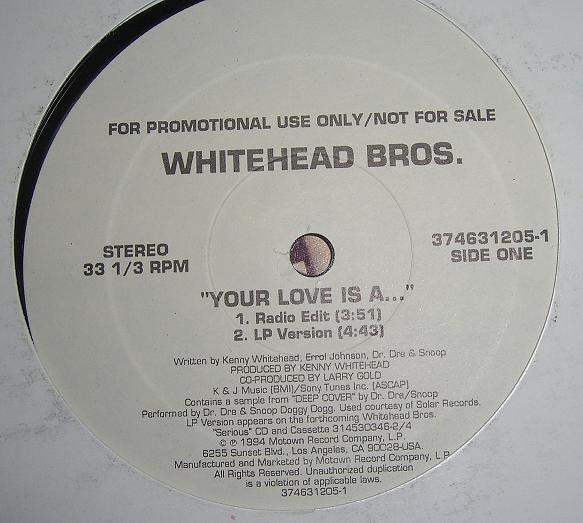 FOR PROMOTIONAL USE ONLY/NOT FOR SALE
WHITEHEAD BROS.
STEREO
33 1/3 RPM
374631205-1
SIDE ONE
"YOUR LOVE IS A..."
1. Radio Edit (3:51)
2. LP Version (4:43)
Written by Kenny Whitehead, Errol Johnson, Dr. Dre & Snoop
PRODUCED BY KENNY WHITEHEAD
CO-PRODUCED BY LARRY GOLD
K & J Music (BMI)/Sony Tunes Inc. (ASCAP)
Contains a sample from "DEEP COVER" by Dr. Dre/Snoop
Performed by Dr. Dre & Snoop Doggy Dogg. Used courtesy of Solar Records.
LP Version appears on the forthcoming Whitehead Bros.
"Serious" CD and Cassette 314530346-2/4
© ℗ 1994 Motown Record Company, L.P.
6255 Sunset Blvd., Los Angeles, CA 90028-USA.
Manufactured and Marketed by Motown Record Company, L.P.
All Rights Reserved. Unauthorized duplication
is a violation of applicable laws.
374631205-1